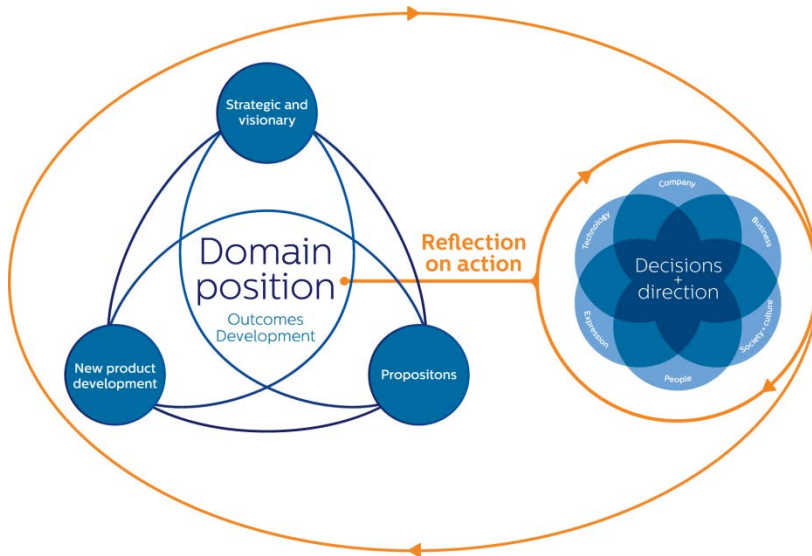 Strategic and
visionary
Domain
position
Outcomes
Development
New product
development
Propositons
Reflection
on action
Company
Business
Society+culture
People
Expression
Technology
Decisions
+
direction